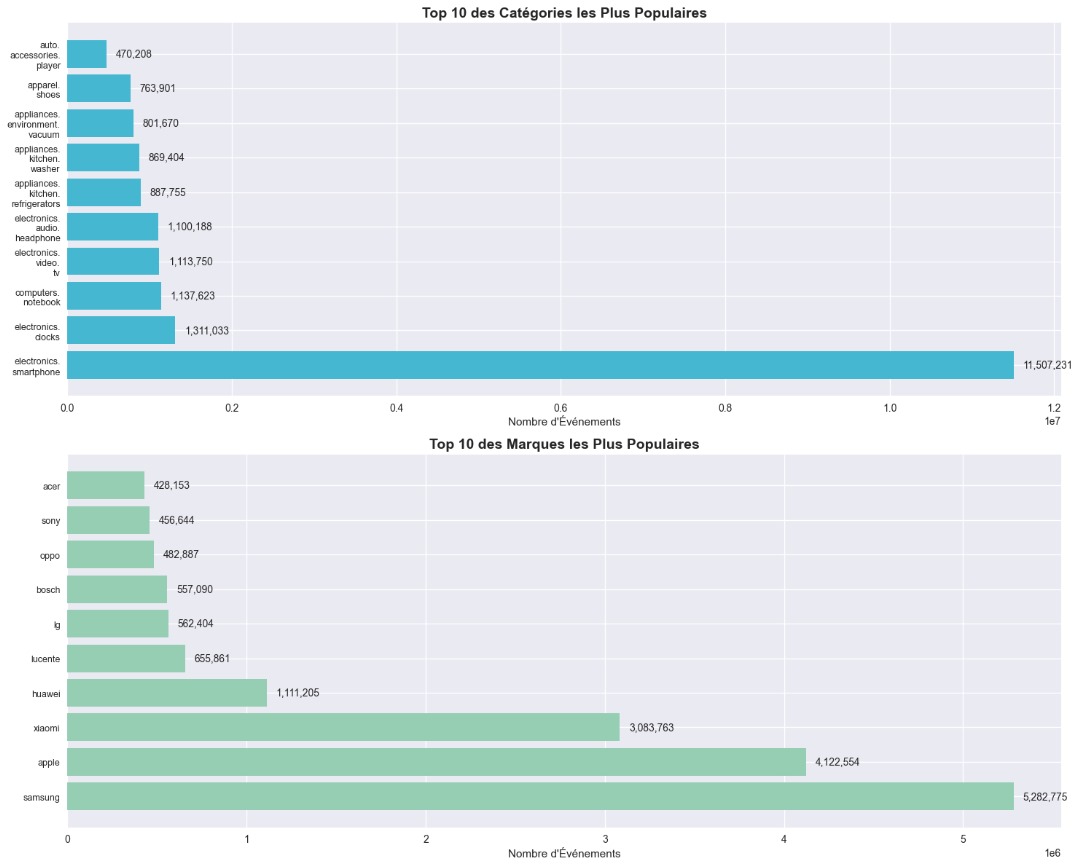 Top 10 des Catégories les Plus Populaires
auto.
accessories.
player
470,208
apparel.
shoes
763,901
appliances.
environment.
vacuum
801,670
appliances.
kitchen.
washer
869,404
appliances.
kitchen.
refrigerators
887,755
electronics.
audio.
headphone
1,100,188
electronics.
video.
tv
1,113,750
computers.
notebook
1,137,623
electronics.
clocks
1,311,033
electronics.
smartphone
11,507,231
0.0 0.2 0.4 0.6 0.8 1.0 1.2
1e7
Nombre d'Événements
Top 10 des Marques les Plus Populaires
acer 428,153
sony 456,644
oppo 482,887
bosch 557,090
lg 562,404
lucente 655,861
huawei 1,111,205
xiaomi 3,083,763
apple 4,122,554
samsung 5,282,775
0 1 2 3 4 5
1e6
Nombre d'Événements